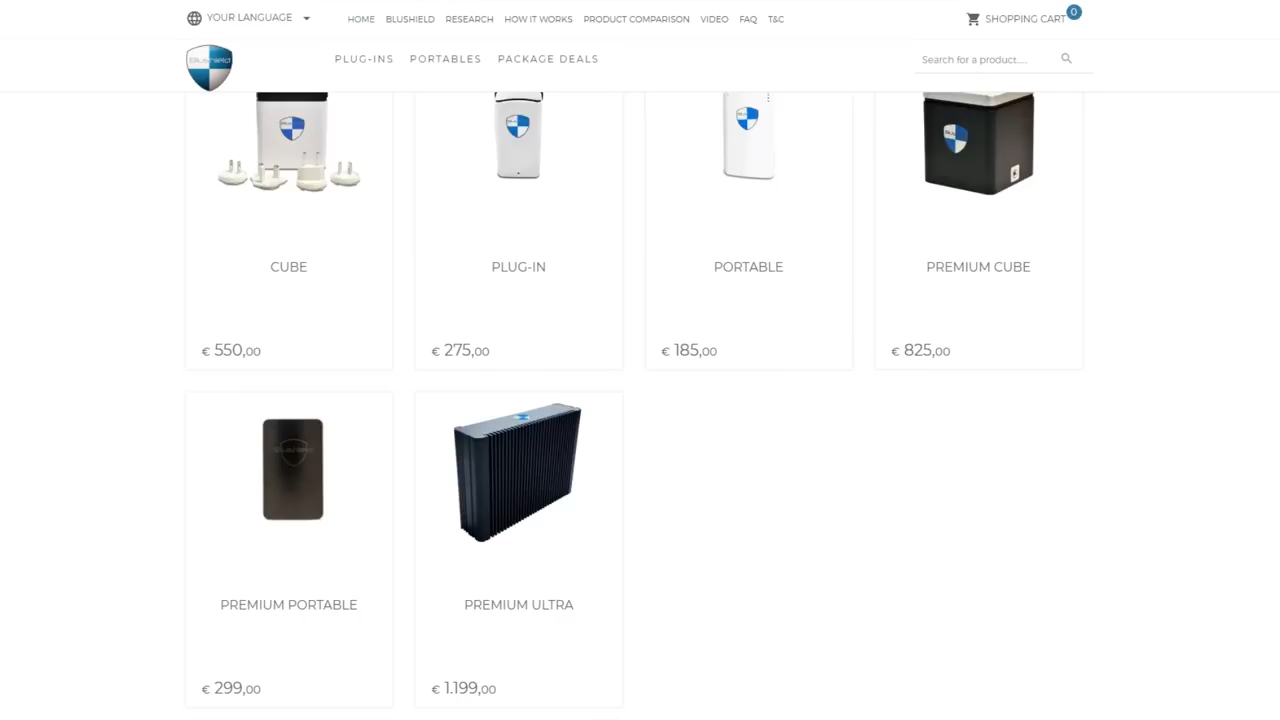 YOUR LANGUAGE
HOME BLUSHIELD RESEARCH HOW IT WORKS PRODUCT COMPARISON VIDEO FAQ T&C
SHOPPING CART 0
Blushield
PLUG-INS PORTABLES PACKAGE DEALS
Search for a product.....
CUBE
PLUG-IN
PORTABLE
PREMIUM CUBE
€ 550,00
€ 275,00
€ 185,00
€ 825,00
PREMIUM PORTABLE
PREMIUM ULTRA
€ 299,00
€ 1.199,00